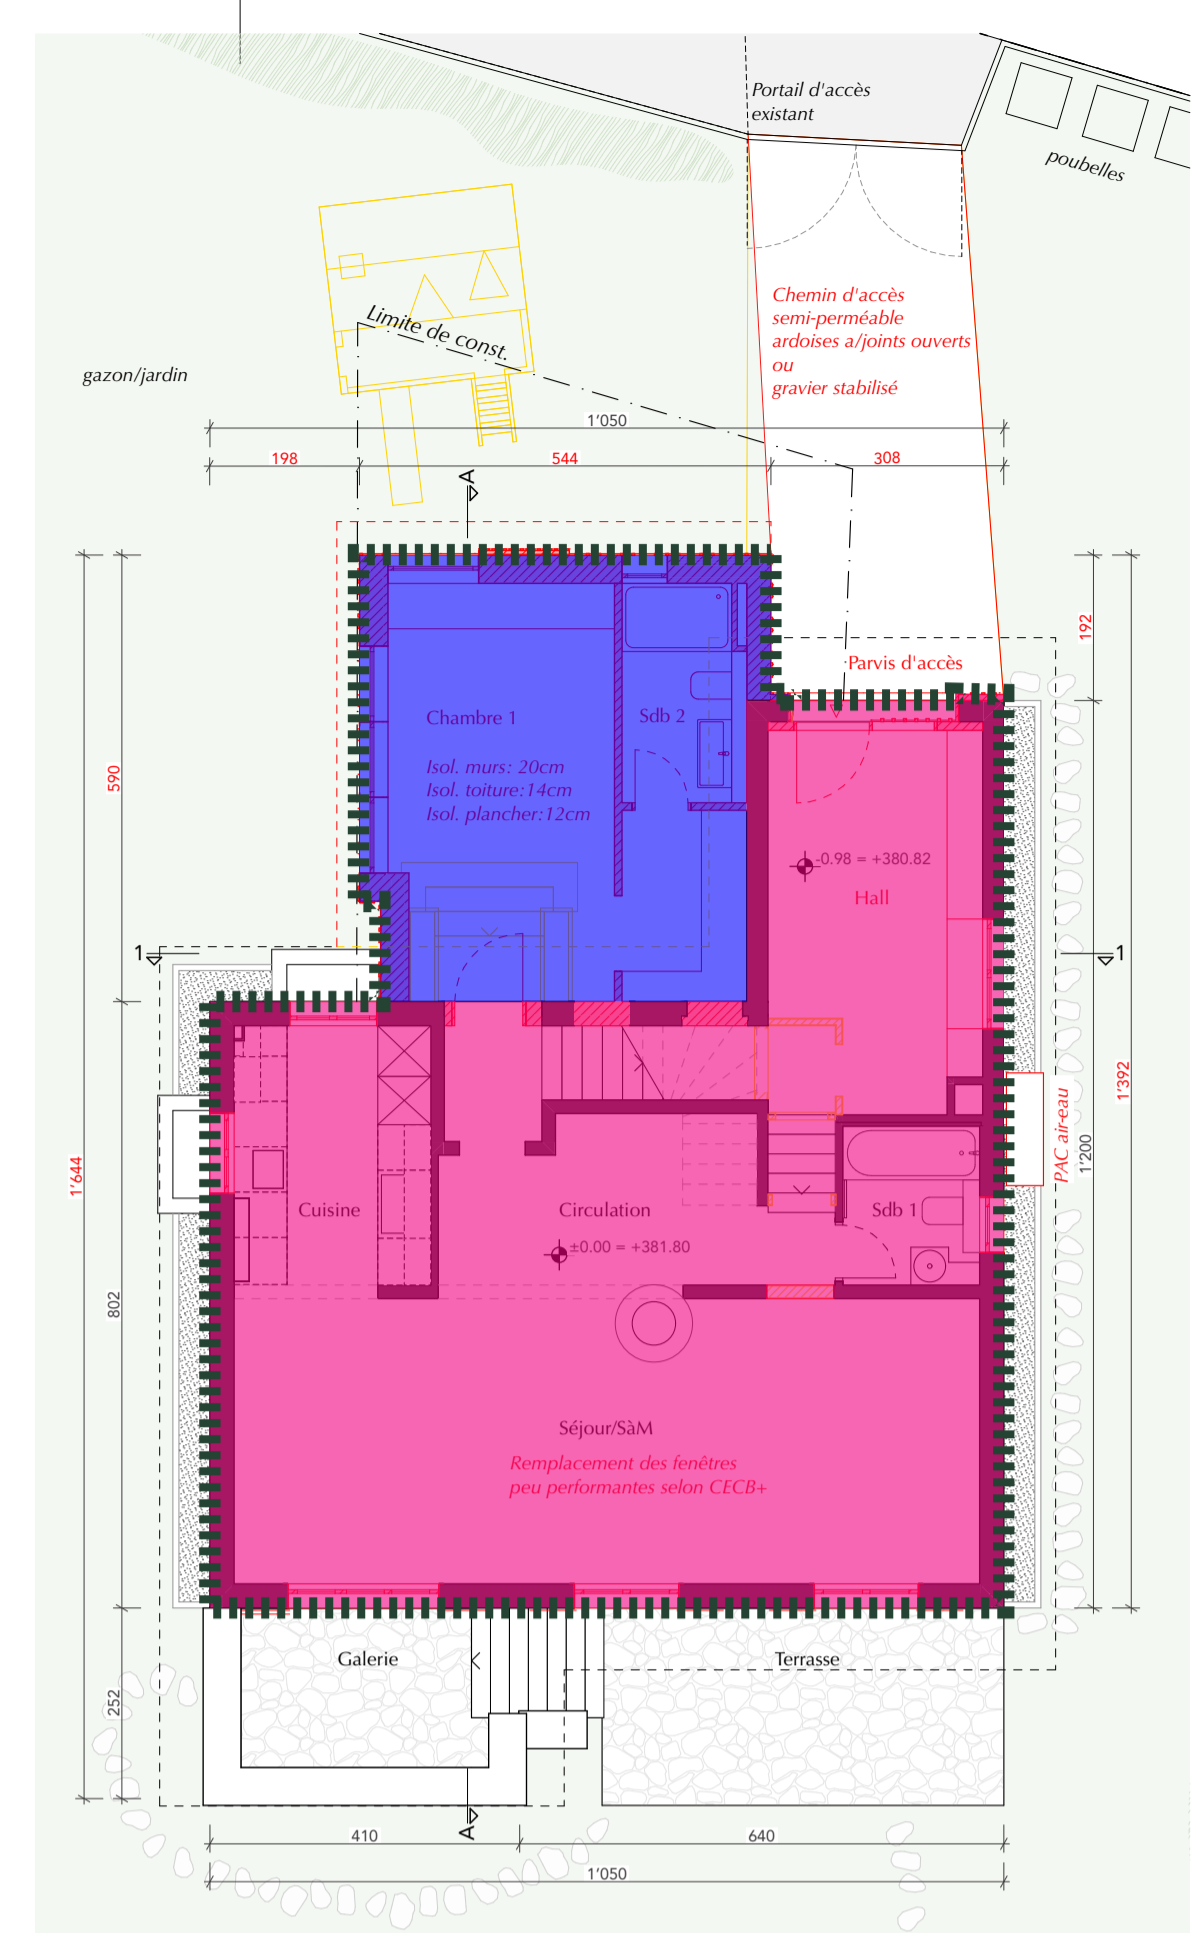 Portail d'accès
existant
poubelles
Chemin d'accès
semi-perméable
ardoises a/joints ouverts
ou
gravier stabilisé
Limite de const.
gazon/jardin
1'050
198
544
308
A
192
Parvis d'accès
Chambre 1
Sdb 2
Isol. murs: 20cm
Isol. toiture:14cm
Isol. plancher:12cm
590
-0.98 = +380.82
Hall
1
1
1'392
PAC air-eau
1'200
1'644
Cuisine
Circulation
Sdb 1
±0.00 = +381.80
802
Séjour/SàM
Remplacement des fenêtres
peu performantes selon CECB+
Galerie
Terrasse
252
A
410
640
1'050